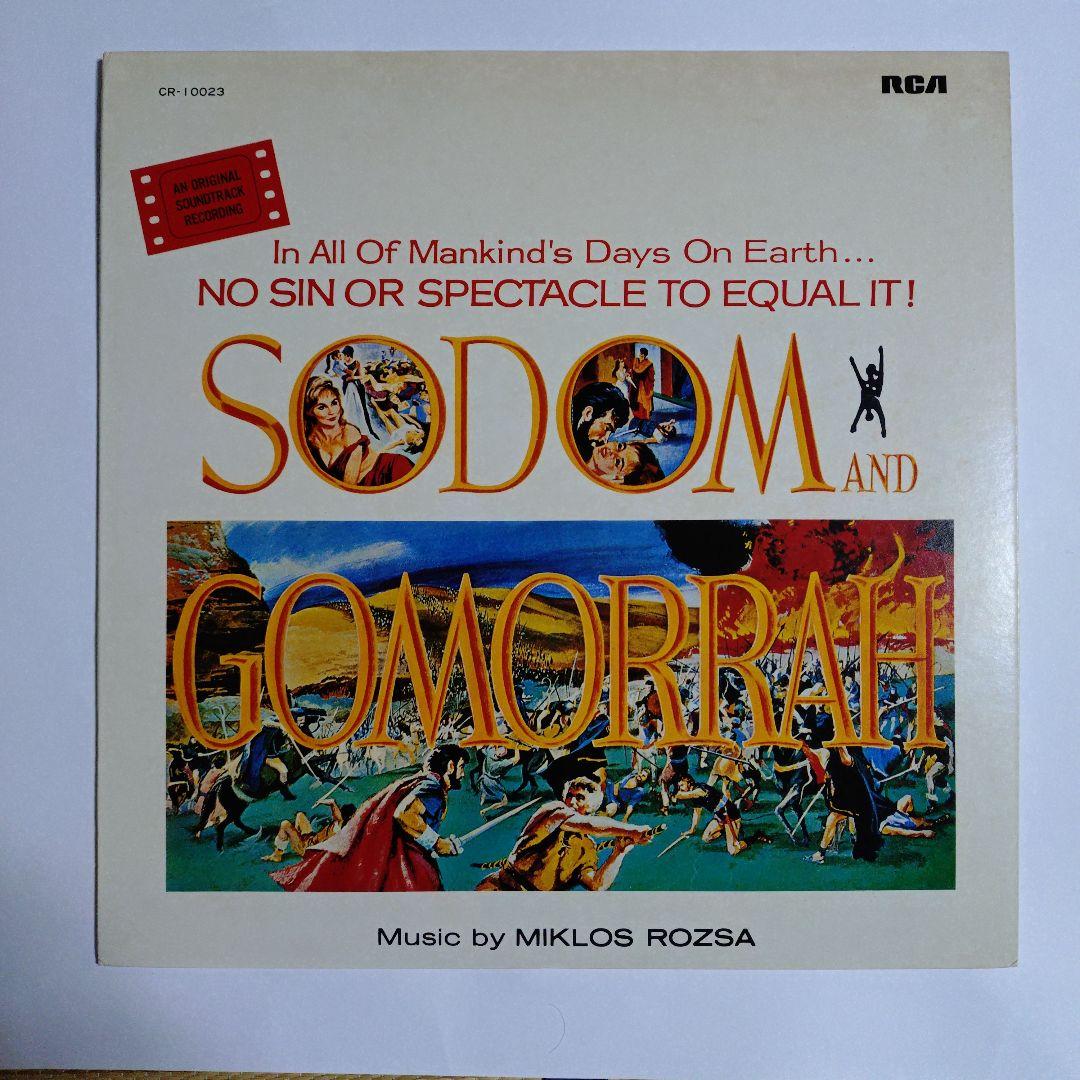 CR-10023
RCA
AN ORIGINAL
SOUNDTRACK
RECORDING
In All Of Mankind's Days On Earth...
NO SIN OR SPECTACLE TO EQUAL IT!
SODOM AND
GOMORRAH
Music by MIKLOS ROZSA